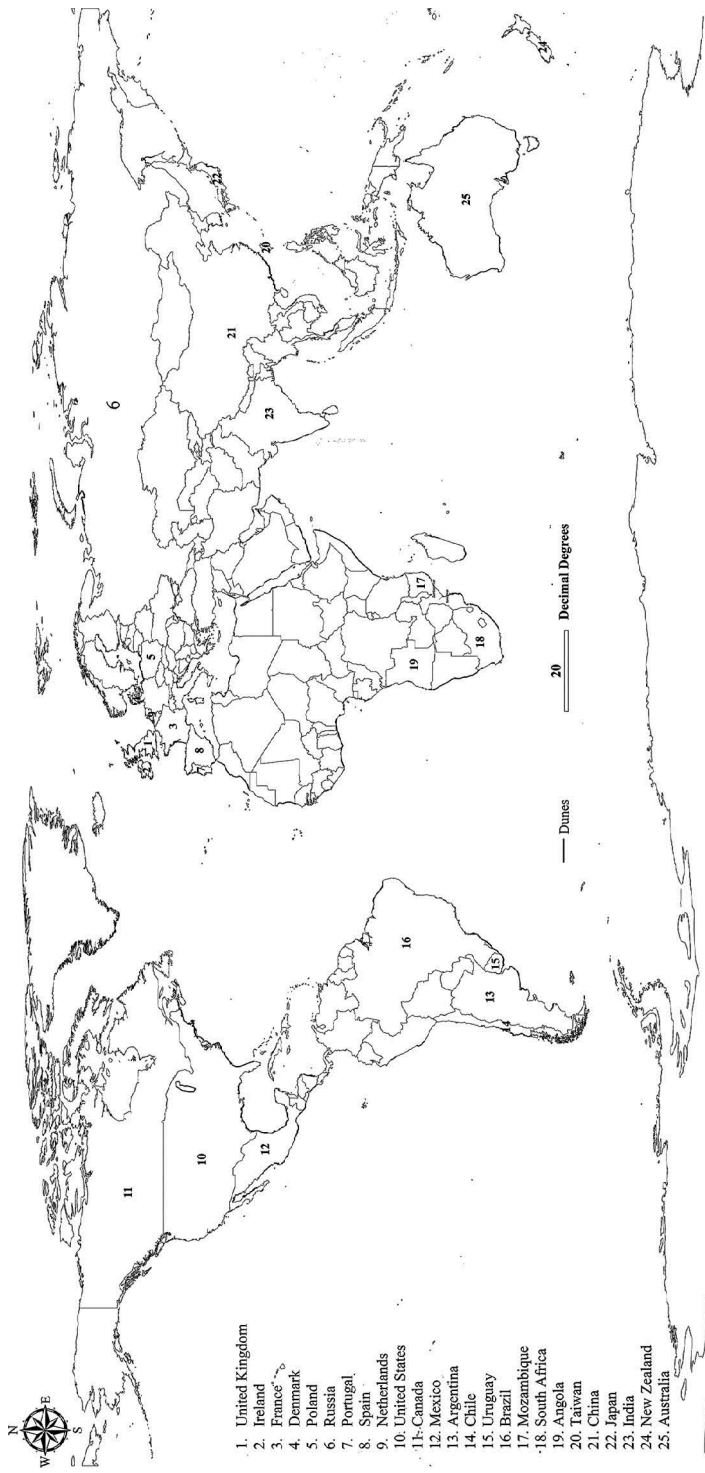 N
W
E
S
1. United Kingdom
2. Ireland
3. France
4. Denmark
5. Poland
6. Russia
7. Portugal
8. Spain
9. Netherlands
10. United States
11. Canada
12. Mexico
13. Argentina
14. Chile
15. Uruguay
16. Brazil
17. Mozambique
18. South Africa
19. Angola
20. Taiwan
21. China
22. Japan
23. India
24. New Zealand
25. Australia
11
10
12
16
15
13
14
1
3
8
5
6
19
17
18
23
21
20
22
25
24
Dunes
20
Decimal Degrees